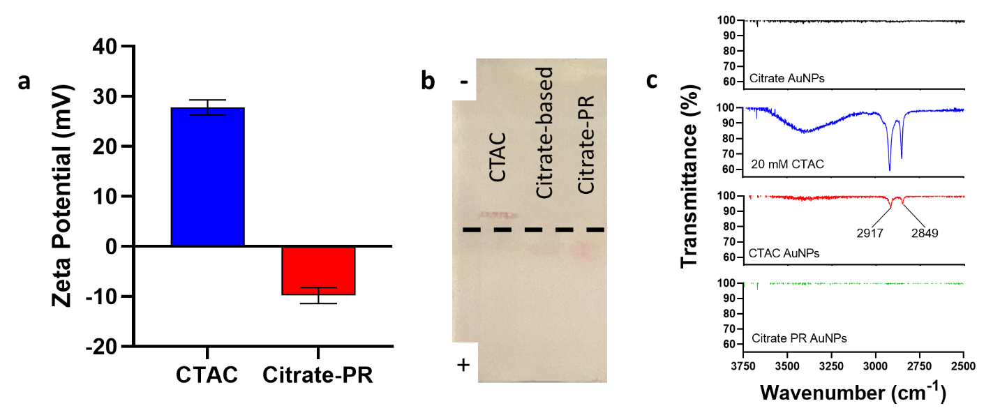 a
Zeta Potential (mV)
40
30
20
10
0
-10
-20
CTAC
Citrate-PR
b
-
CTAC
Citrate-based
Citrate-PR
+
c
Transmittance (%)
100
90
80
70
60
Citrate AuNPs
100
90
80
70
60
20 mM CTAC
100
90
80
70
60
2917
2849
CTAC AuNPs
100
90
80
70
60
Citrate PR AuNPs
3750
3500
3250
3000
2750
2500
Wavenumber (cm⁻¹)